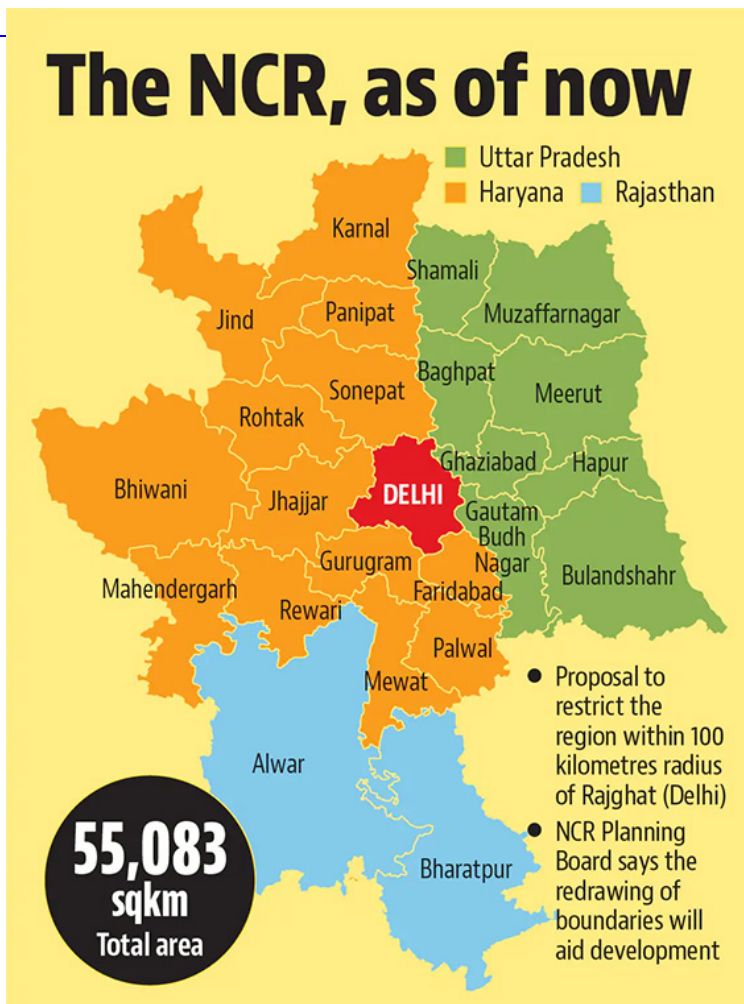 The NCR, as of now
Uttar Pradesh
Haryana
Rajasthan
Karnal
Shamali
Jind
Panipat
Muzaffarnagar
Sonepat
Baghpat
Meerut
Rohtak
Ghaziabad
Hapur
Bhiwani
Jhajjar
DELHI
Gautam
Budh
Nagar
Gurugram
Bulandshahr
Mahendergarh
Faridabad
Rewari
Palwal
Mewat
Alwar
Bharatpur
• Proposal to
restrict the
region within 100
kilometres radius
of Rajghat (Delhi)
• NCR Planning
Board says the
redrawing of
boundaries will
aid development
55,083
sqkm
Total area